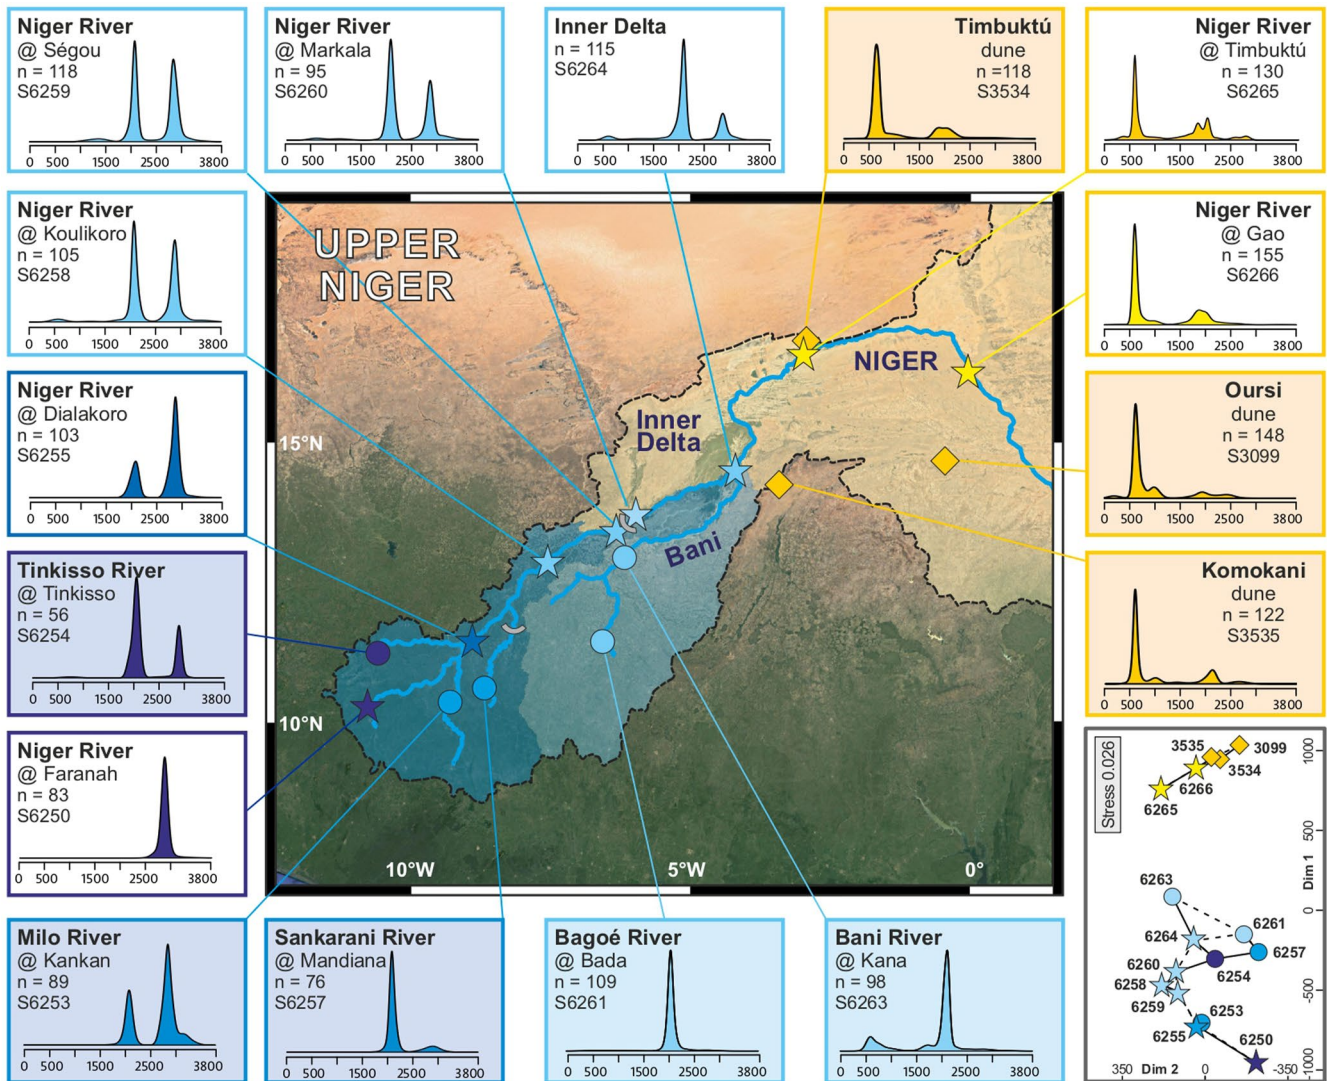 Niger River
@ Ségou
n = 118
S6259
0 500 1500 2500 3800
Niger River
@ Markala
n = 95
S6260
0 500 1500 2500 3800
Inner Delta
n = 115
S6264
0 500 1500 2500 3800
Timbuktú
dune
n =118
S3534
0 500 1500 2500 3800
Niger River
@ Timbuktú
n = 130
S6265
0 500 1500 2500 3800
Niger River
@ Koulikoro
n = 105
S6258
0 500 1500 2500 3800
Niger River
@ Gao
n = 155
S6266
0 500 1500 2500 3800
Niger River
@ Dialakoro
n = 103
S6255
0 500 1500 2500 3800
Oursi
dune
n = 148
S3099
0 500 1500 2500 3800
Tinkisso River
@ Tinkisso
n = 56
S6254
0 500 1500 2500 3800
Komokani
dune
n = 122
S3535
0 500 1500 2500 3800
Niger River
@ Faranah
n = 83
S6250
0 500 1500 2500 3800
UPPER
NIGER
NIGER
Inner
Delta
Bani
15°N
10°N
10°W
5°W
0°
Milo River
@ Kankan
n = 89
S6253
0 500 1500 2500 3800
Sankarani River
@ Mandiana
n = 76
S6257
0 500 1500 2500 3800
Bagoé River
@ Bada
n = 109
S6261
0 500 1500 2500 3800
Bani River
@ Kana
n = 98
S6263
0 500 1500 2500 3800
Stress 0.026
3535
3099
3534
6266
6265
6263
6261
6264
6257
6260
6254
6258
6259
6253
6255
6250
1000
500
Dim 1
0
-500
-1000
350 Dim 2 0 -350